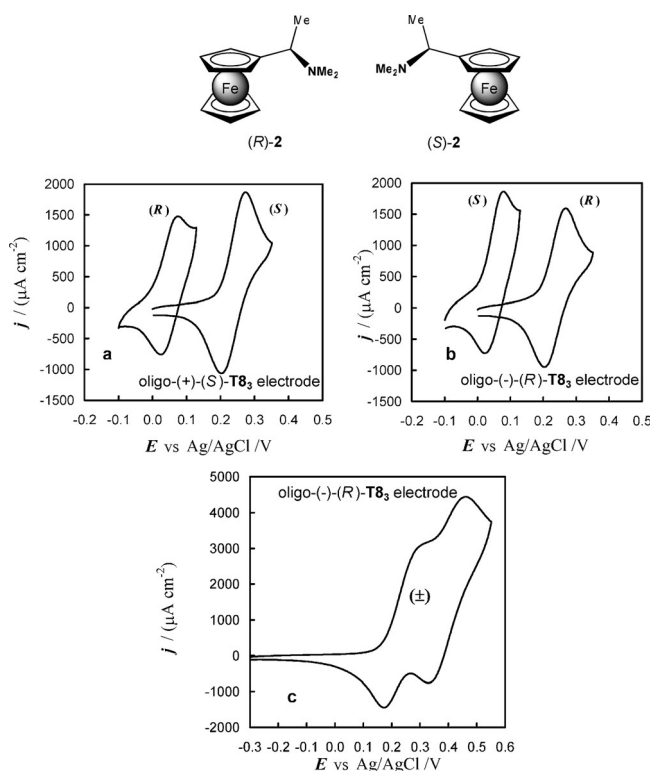 Me Me
NMe₂ Me₂N
Fe Fe
(R)-2 (S)-2
2000
1500
1000
500
0
-500
-1000
-1500
j / (µA cm⁻²)
(R) (S)
a
oligo-(+)-(S)-T8₃ electrode
-0.2 -0.1 0.0 0.1 0.2 0.3 0.4 0.5
E vs Ag/AgCl /V
2000
1500
1000
500
0
-500
-1000
-1500
j / (µA cm⁻²)
(S) (R)
b
oligo-(-)-(R)-T8₃ electrode
-0.2 -0.1 0.0 0.1 0.2 0.3 0.4 0.5
E vs Ag/AgCl /V
5000
4000
3000
2000
1000
0
-1000
-2000
j / (µA cm⁻²)
oligo-(-)-(R)-T8₃ electrode
(±)
c
-0.3 -0.2 -0.1 0.0 0.1 0.2 0.3 0.4 0.5 0.6
E vs Ag/AgCl /V